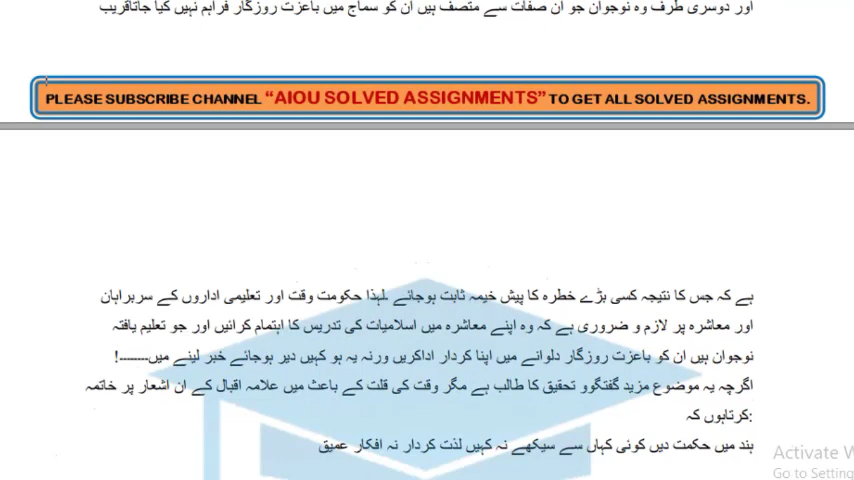 اور دوسری طرف وہ نوجوان جو ان صفات سے متصف ہیں ان کو سماج میں باعزت روزگار فراہم نہیں کیا جاتاقریب
PLEASE SUBSCRIBE CHANNEL “AIOU SOLVED ASSIGNMENTS” TO GET ALL SOLVED ASSIGNMENTS.
ہے کہ جس کا نتیجہ کسی بڑے خطرہ کا پیش خیمہ ثابت ہوجائے ۔لہذا حکومت وقت اور تعلیمی اداروں کے سربراہان
اور معاشرہ پر لازم و ضروری ہے کہ وہ اپنے معاشرہ میں اسلامیات کی تدریس کا اہتمام کرائیں اور جو تعلیم یافتہ
نوجوان ہیں ان کو باعزت روزگار دلوانے میں اپنا کردار اداکریں ورنہ یہ ہو کہیں دیر ہوجائے خبر لینے میں۔۔۔۔۔۔۔۔!
اگرچہ یہ موضوع مزید گفتگوو تحقیق کا طالب ہے مگر وقت کی قلت کے باعث میں علامہ اقبال کے ان اشعار پر خاتمہ
کرتاہوں کہ:
ہند میں حکمت دیں کوئی کہاں سے سیکھے نہ کہیں لذت کردار نہ افکار عمیق
Activate W
Go to Setting